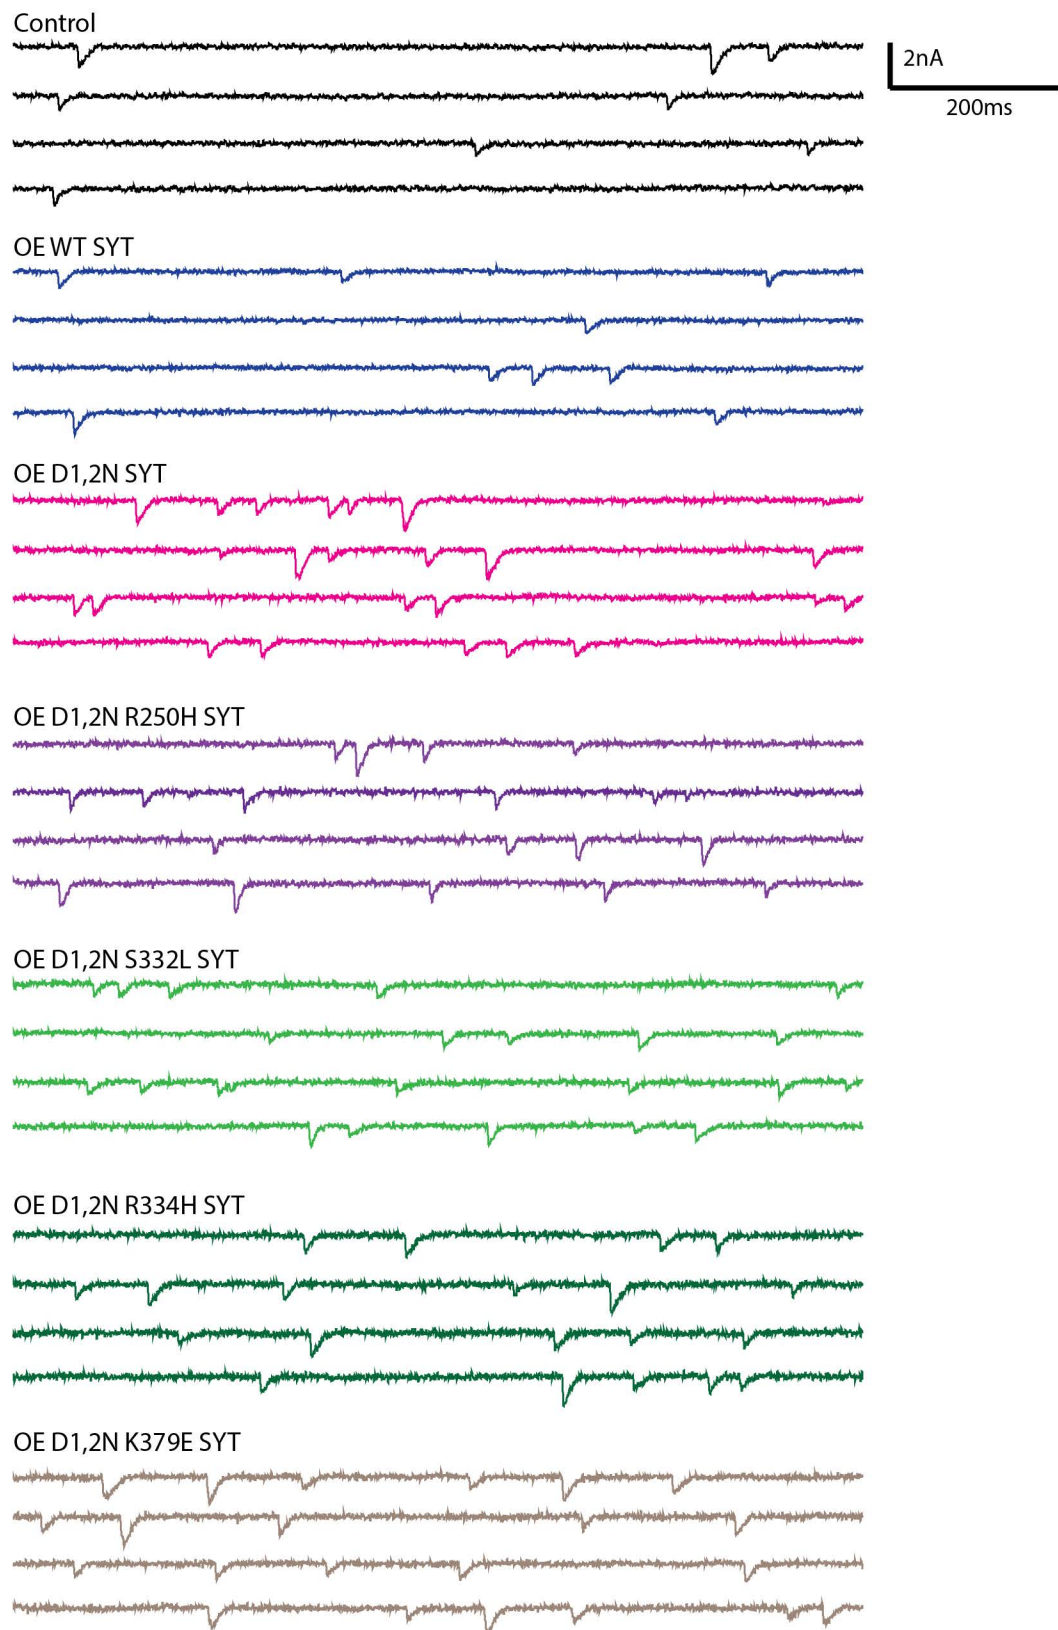 Control
2nA
200ms
OE WT SYT
OE D1,2N SYT
OE D1,2N R250H SYT
OE D1,2N S332L SYT
OE D1,2N R334H SYT
OE D1,2N K379E SYT